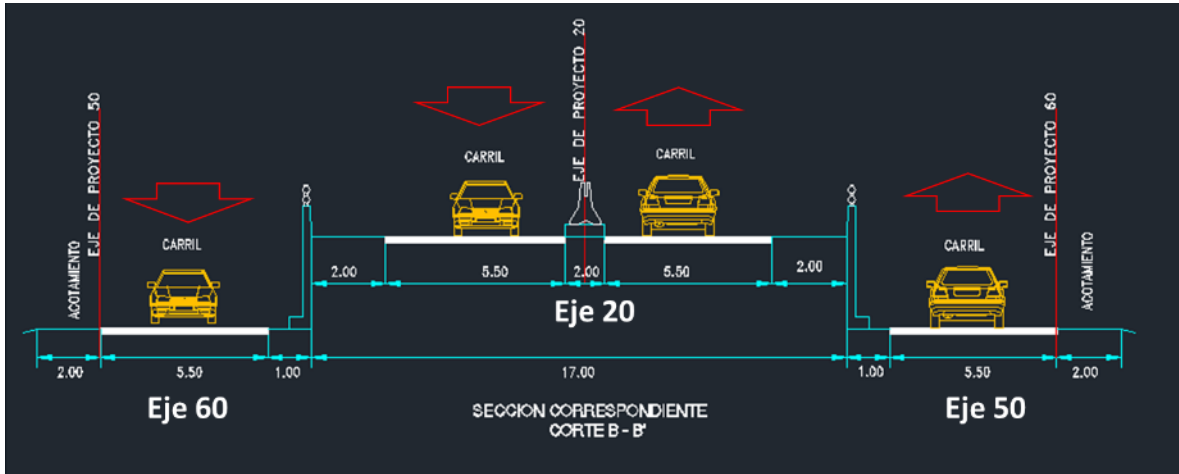 EJE DE PROYECTO 50
EJE DE PROYECTO 20
EJE DE PROYECTO 60
CARRIL
CARRIL
ACOTAMIENTO
CARRIL
CARRIL
ACOTAMIENTO
2.00
5.50
2.00
5.50
2.00
Eje 20
2.00
5.50
1.00
17.00
1.00
5.50
2.00
Eje 60
Eje 50
SECCION CORRESPONDIENTE
CORTE B - B'